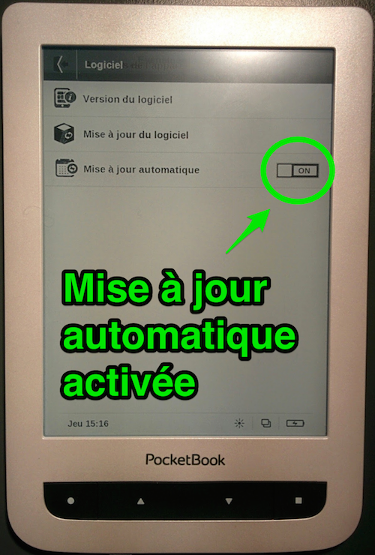 Logiciel
Version du logiciel
Mise à jour du logiciel
Mise à jour automatique
ON
Mise à jour
automatique
activée
Jeu 15:16
PocketBook